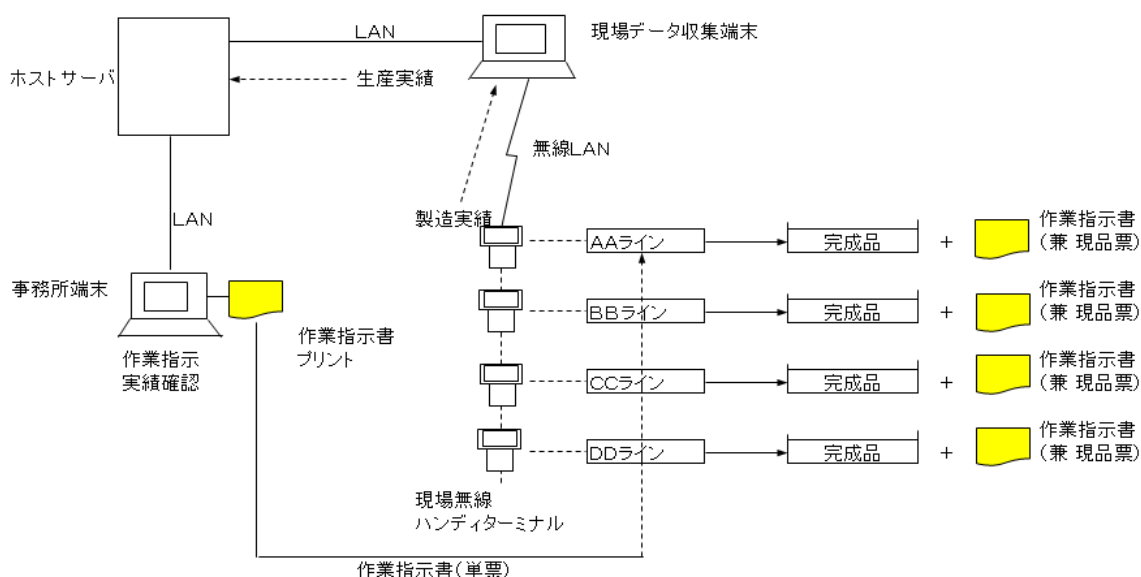 LAN
現場データ収集端末
ホストサーバ
生産実績
無線LAN
LAN
製造実績
AAライン
完成品
+
作業指示書
(兼 現品票)
事務所端末
作業指示書
プリント
BBライン
完成品
+
作業指示書
(兼 現品票)
作業指示
実績確認
CCライン
完成品
+
作業指示書
(兼 現品票)
DDライン
完成品
+
作業指示書
(兼 現品票)
現場無線
ハンディターミナル
作業指示書(単票)